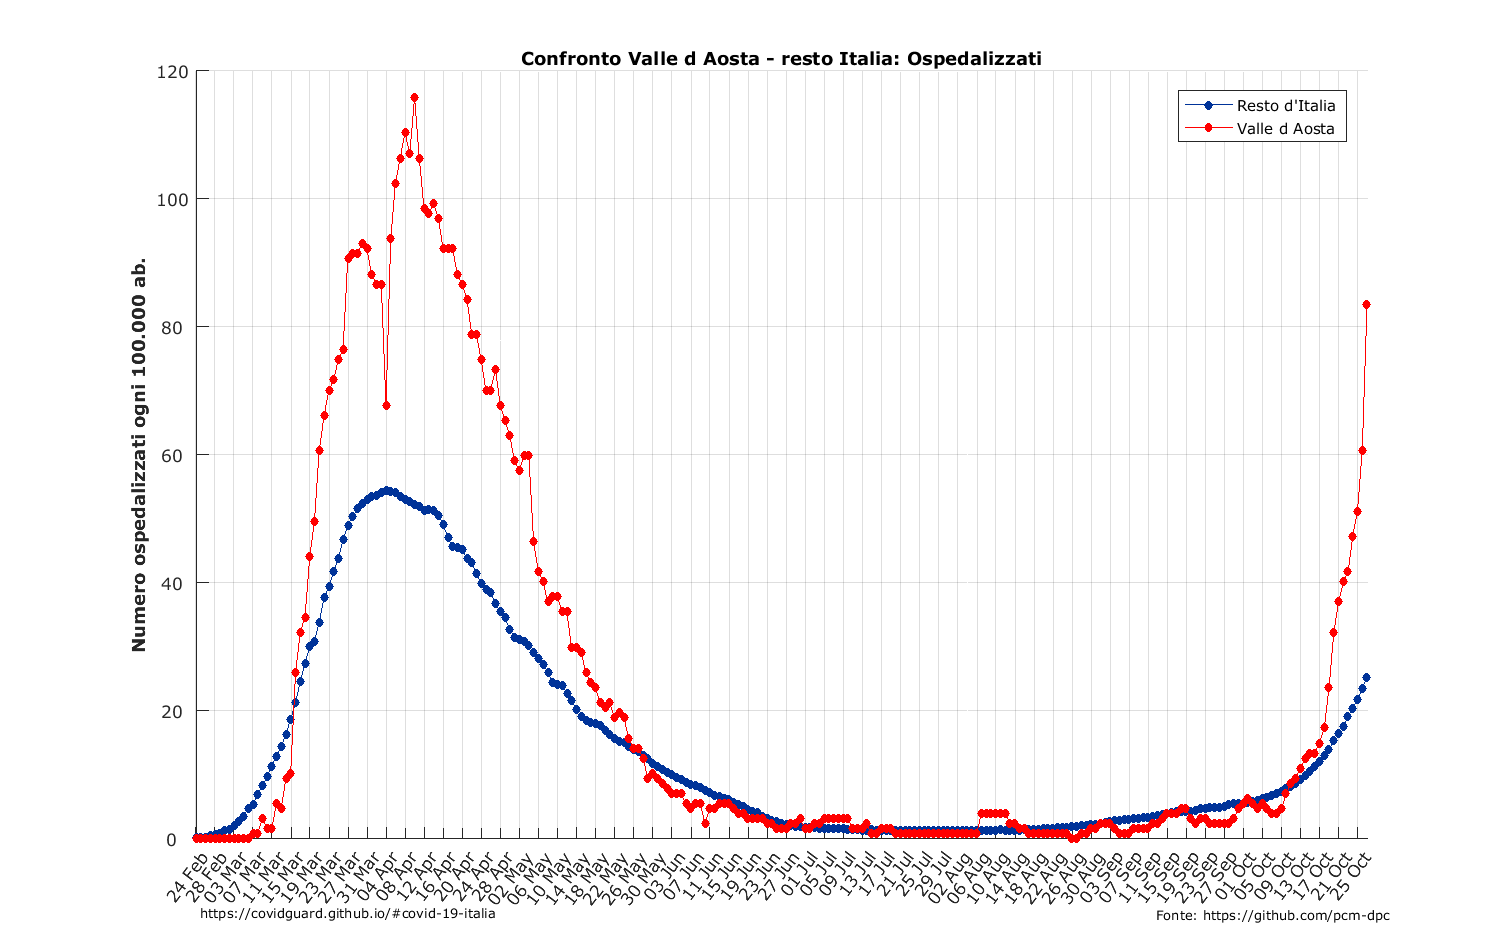 Confronto Valle d Aosta - resto Italia: Ospedalizzati
Resto d'Italia
Valle d Aosta
Numero ospedalizzati ogni 100.000 ab.
120
100
80
60
40
20
0
24 Feb
28 Feb
03 Mar
07 Mar
11 Mar
15 Mar
19 Mar
23 Mar
27 Mar
31 Mar
04 Apr
08 Apr
12 Apr
16 Apr
20 Apr
24 Apr
28 Apr
02 May
06 May
10 May
14 May
18 May
22 May
26 May
30 May
03 Jun
07 Jun
11 Jun
15 Jun
19 Jun
23 Jun
27 Jun
01 Jul
05 Jul
09 Jul
13 Jul
17 Jul
21 Jul
25 Jul
29 Jul
02 Aug
06 Aug
10 Aug
14 Aug
18 Aug
22 Aug
26 Aug
30 Aug
03 Sep
07 Sep
11 Sep
15 Sep
19 Sep
23 Sep
27 Sep
01 Oct
05 Oct
09 Oct
13 Oct
17 Oct
21 Oct
25 Oct
https://covidguard.github.io/#covid-19-italia
Fonte: https://github.com/pcm-dpc